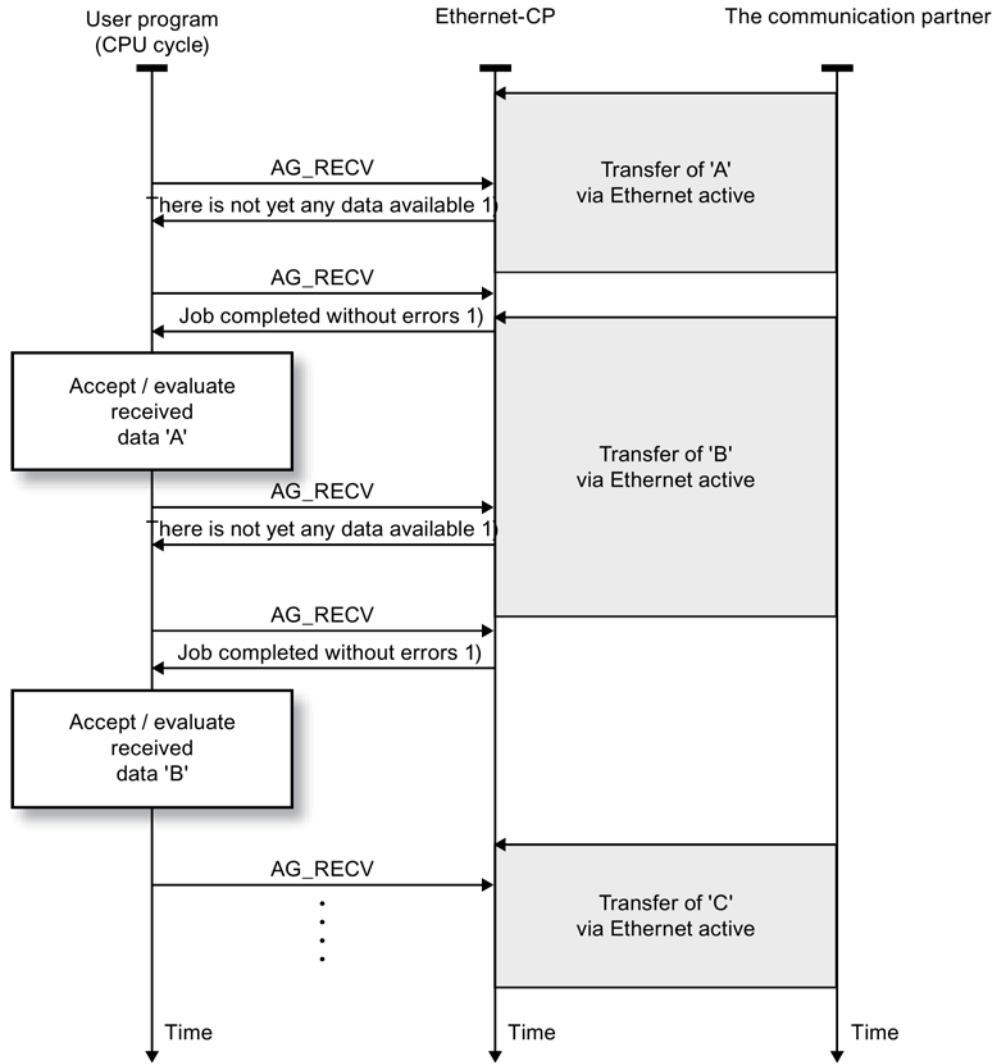 User program
(CPU cycle)
Ethernet-CP
The communication partner
AG_RECV
There is not yet any data available 1)
Transfer of 'A'
via Ethernet active
AG_RECV
Job completed without errors 1)
Accept / evaluate
received
data 'A'
Transfer of 'B'
via Ethernet active
AG_RECV
There is not yet any data available 1)
AG_RECV
Job completed without errors 1)
Accept / evaluate
received
data 'B'
AG_RECV
Transfer of 'C'
via Ethernet active
Time
Time
Time